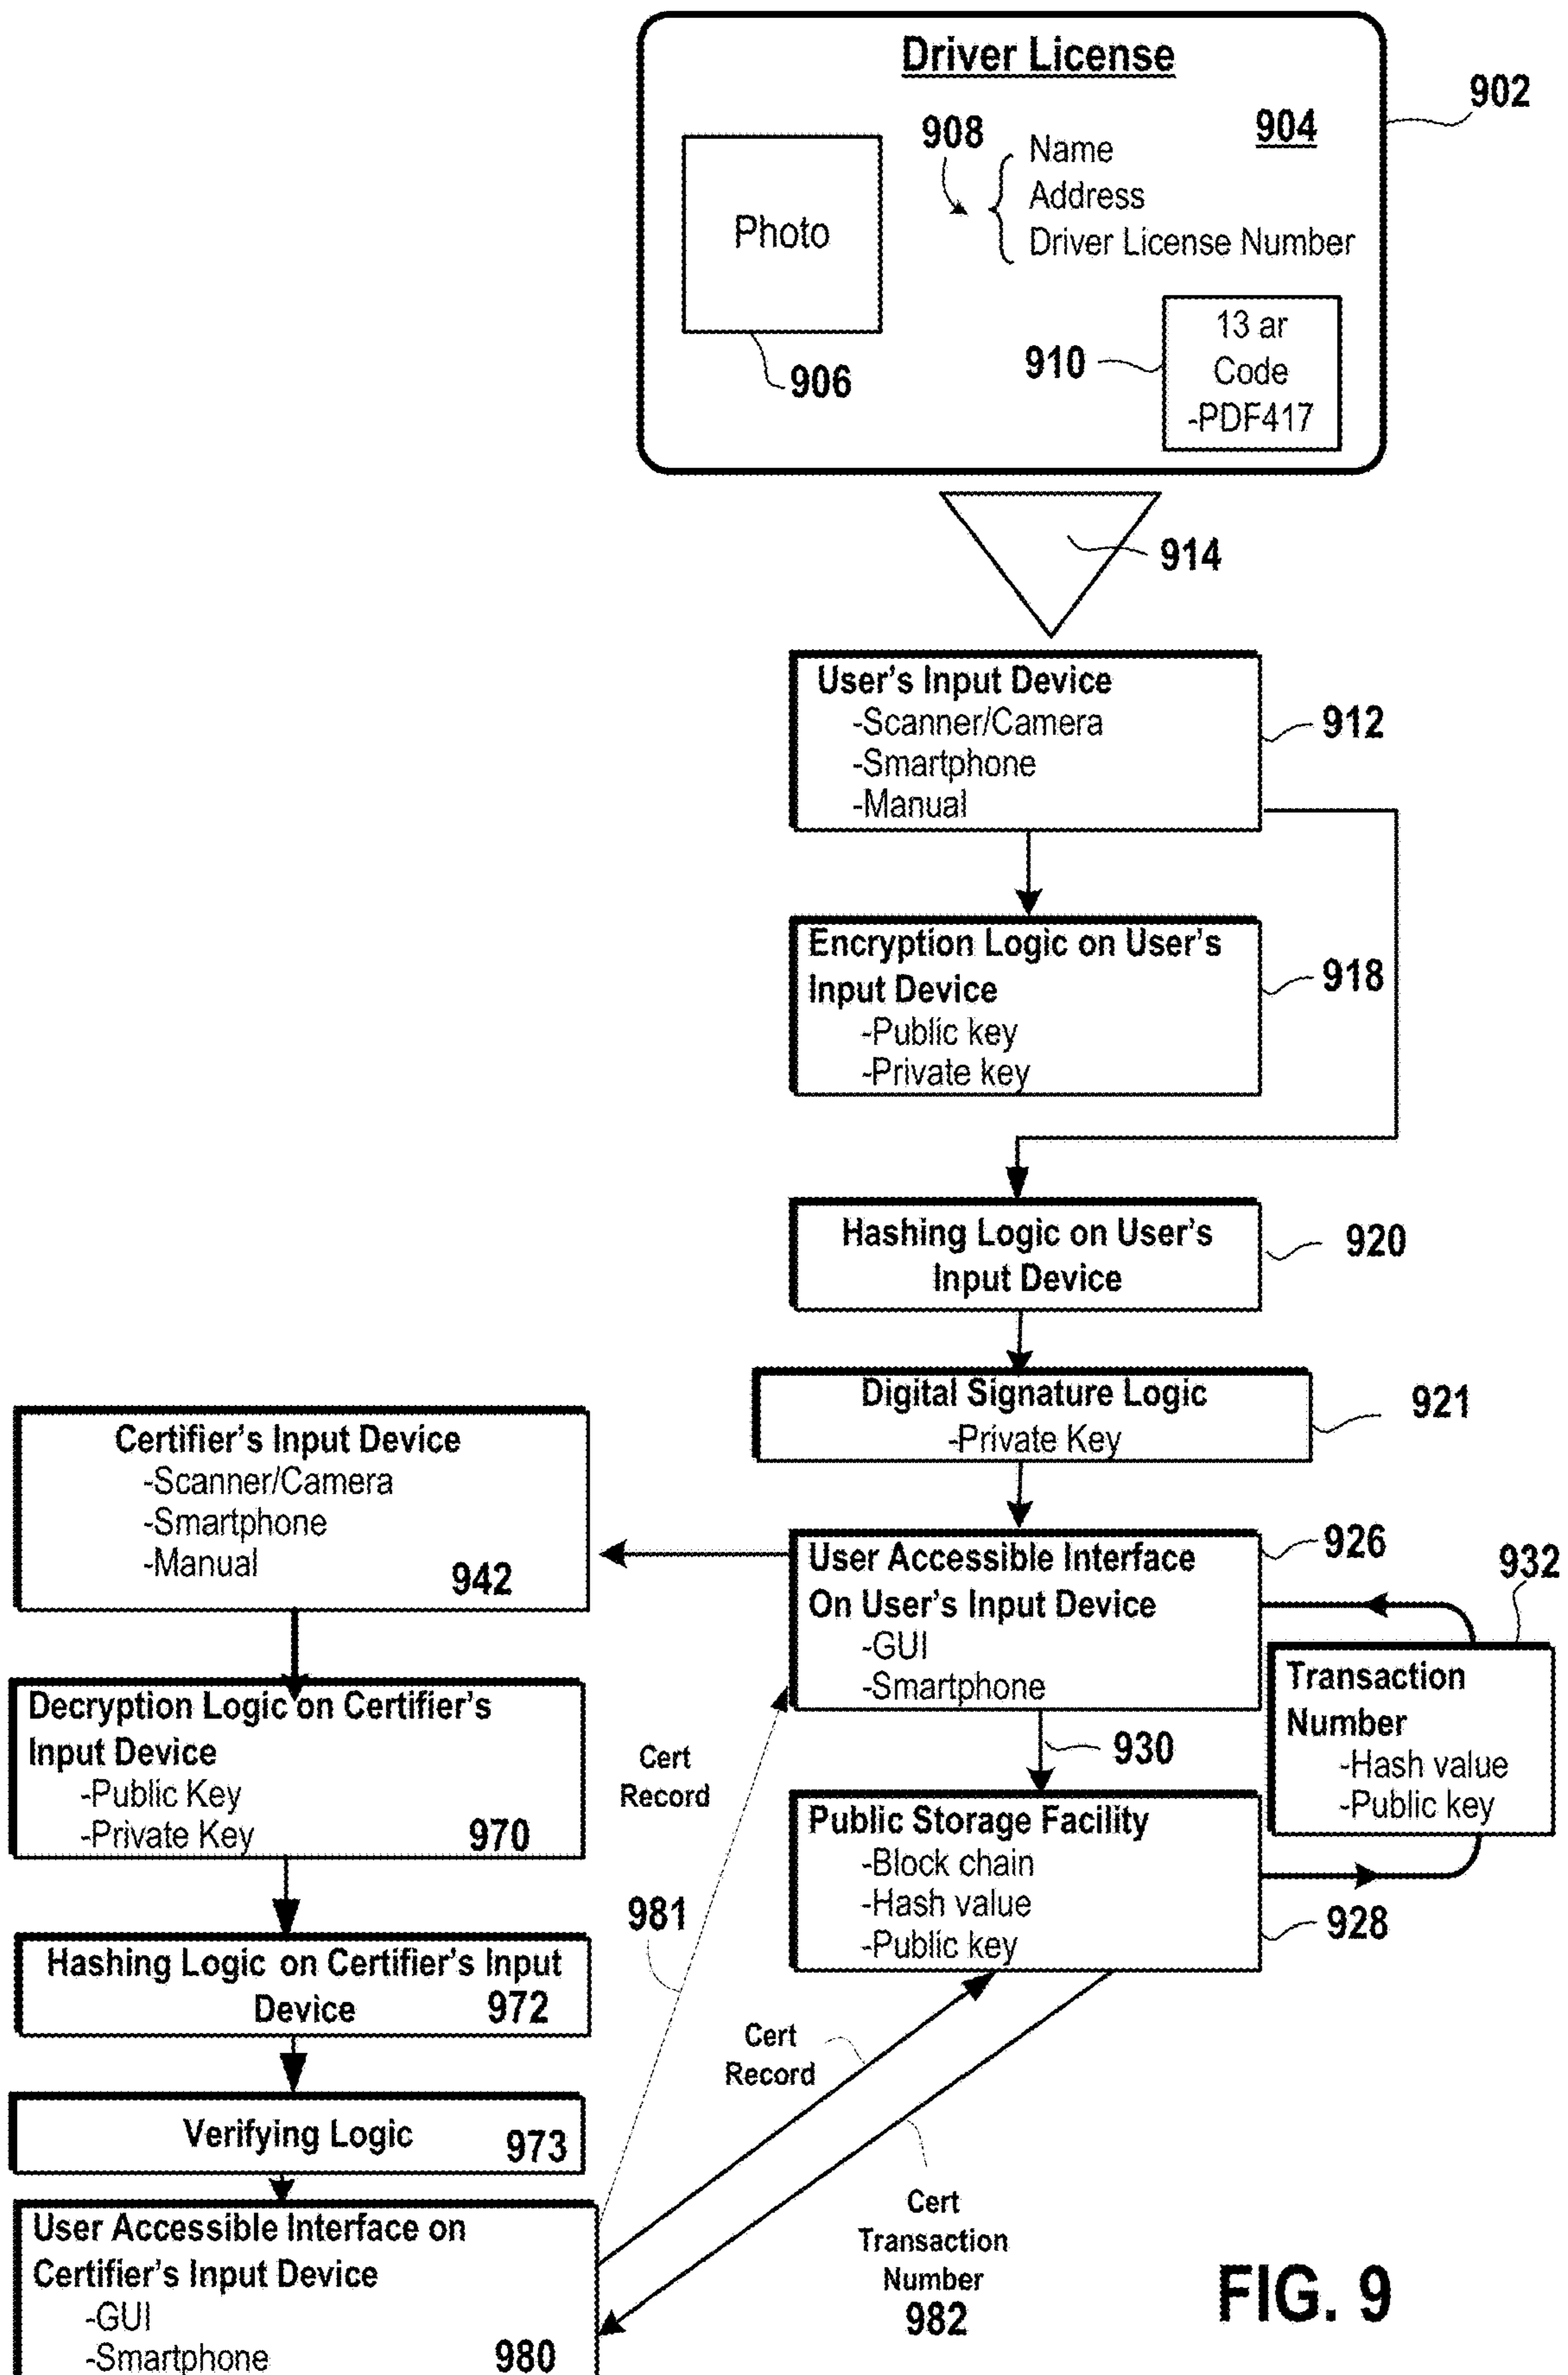 Driver License
902
908
904
Name
Address
Driver License Number
Photo
906
910
13 ar
Code
-PDF417
914
User's Input Device
-Scanner/Camera
-Smartphone
-Manual
912
Encryption Logic on User's
Input Device
-Public key
-Private key
918
Hashing Logic on User's
Input Device
920
Digital Signature Logic
-Private Key
921
Certifier's Input Device
-Scanner/Camera
-Smartphone
-Manual
942
User Accessible Interface
On User's Input Device
-GUI
-Smartphone
926
932
Transaction
Number
-Hash value
-Public key
930
Decryption Logic on Certifier's
Input Device
-Public Key
-Private Key
970
Cert
Record
981
Public Storage Facility
-Block chain
-Hash value
-Public key
928
Hashing Logic on Certifier's Input
Device
972
Cert
Record
Verifying Logic
973
User Accessible Interface on
Certifier's Input Device
-GUI
-Smartphone
980
Cert
Transaction
Number
982
FIG. 9